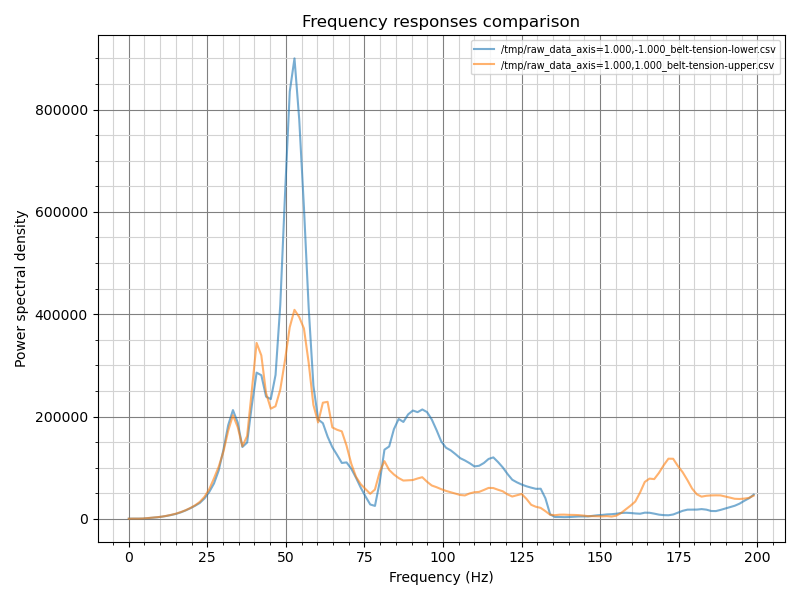 Frequency responses comparison
/tmp/raw_data_axis=1.000,-1.000_belt-tension-lower.csv
/tmp/raw_data_axis=1.000,1.000_belt-tension-upper.csv
Power spectral density
800000
600000
400000
200000
0
0 25 50 75 100 125 150 175 200
Frequency (Hz)